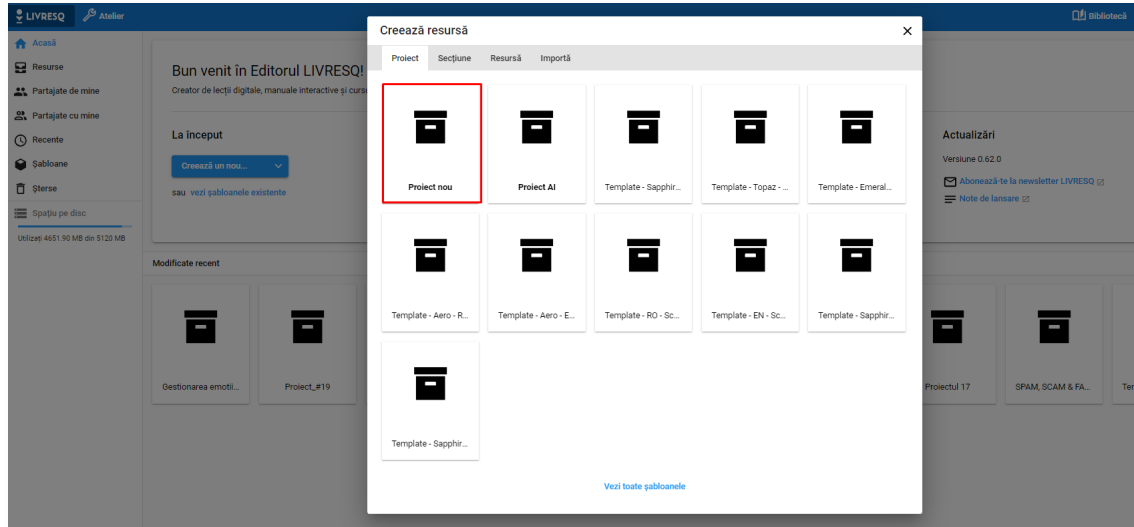 LIVRESQ Atelier
Bibliotecă
Acasă
Resurse
Partajate de mine
Partajate cu mine
Recente
Șabloane
Șterse
Spațiu pe disc
Utilizați 4651.90 MB din 5120 MB
Bun venit în Editorul LIVRESQ!
Creator de lecții digitale, manuale interactive și cursu
La început
Creează un nou...
sau vezi șabloanele existente
Modificate recent
Gestionarea emotii...
Proiect_#19
Creează resursă
Proiect Secțiune Resursă Importă
Proiect nou
Proiect AI
Template - Sapphir...
Template - Topaz - ...
Template - Emeral...
Template - Aero - R...
Template - Aero - E...
Template - RO - Sc...
Template - EN - Sc...
Template - Sapphir...
Template - Sapphir...
Vezi toate șabloanele
Actualizări
Versiune 0.62.0
Abonează-te la newsletter LIVRESQ
Note de lansare
Proiectul 17
SPAM, SCAM & FA...